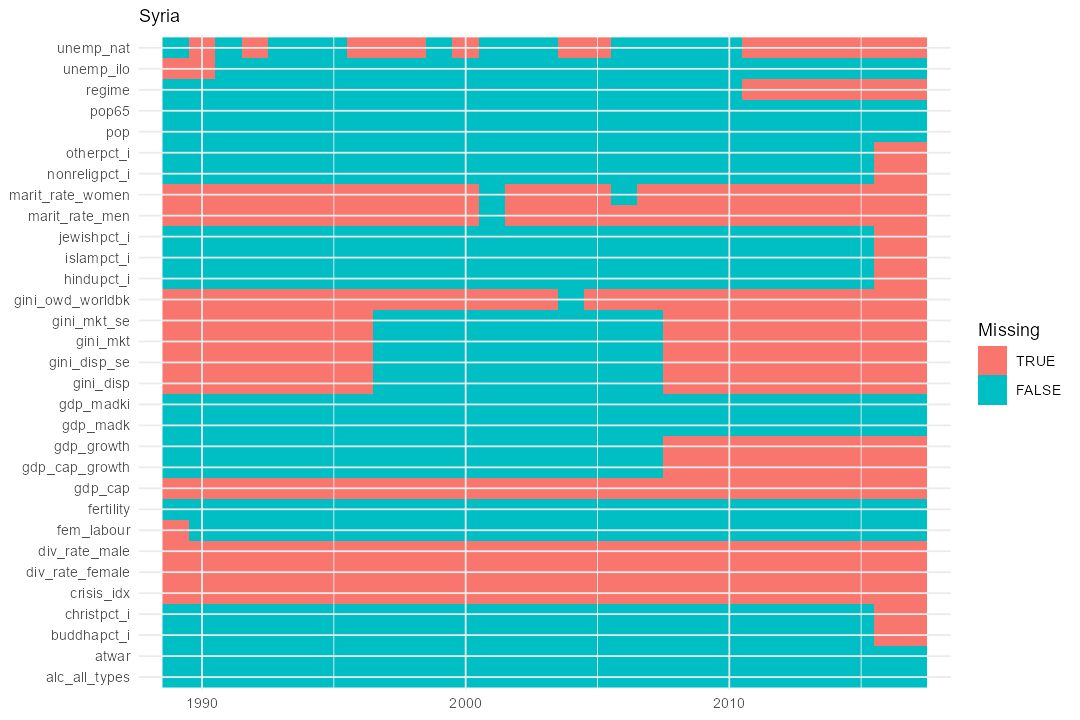 Syria
unemp_nat
unemp_ilo
regime
pop65
pop
otherpct_i
nonreligpct_i
marit_rate_women
marit_rate_men
jewishpct_i
islampct_i
hindupct_i
gini_owd_worldbk
gini_mkt_se
gini_mkt
gini_disp_se
gini_disp
gdp_madki
gdp_madk
gdp_growth
gdp_cap_growth
gdp_cap
fertility
fem_labour
div_rate_male
div_rate_female
crisis_idx
christpct_i
buddhapct_i
atwar
alc_all_types
1990 2000 2010
Missing
TRUE
FALSE